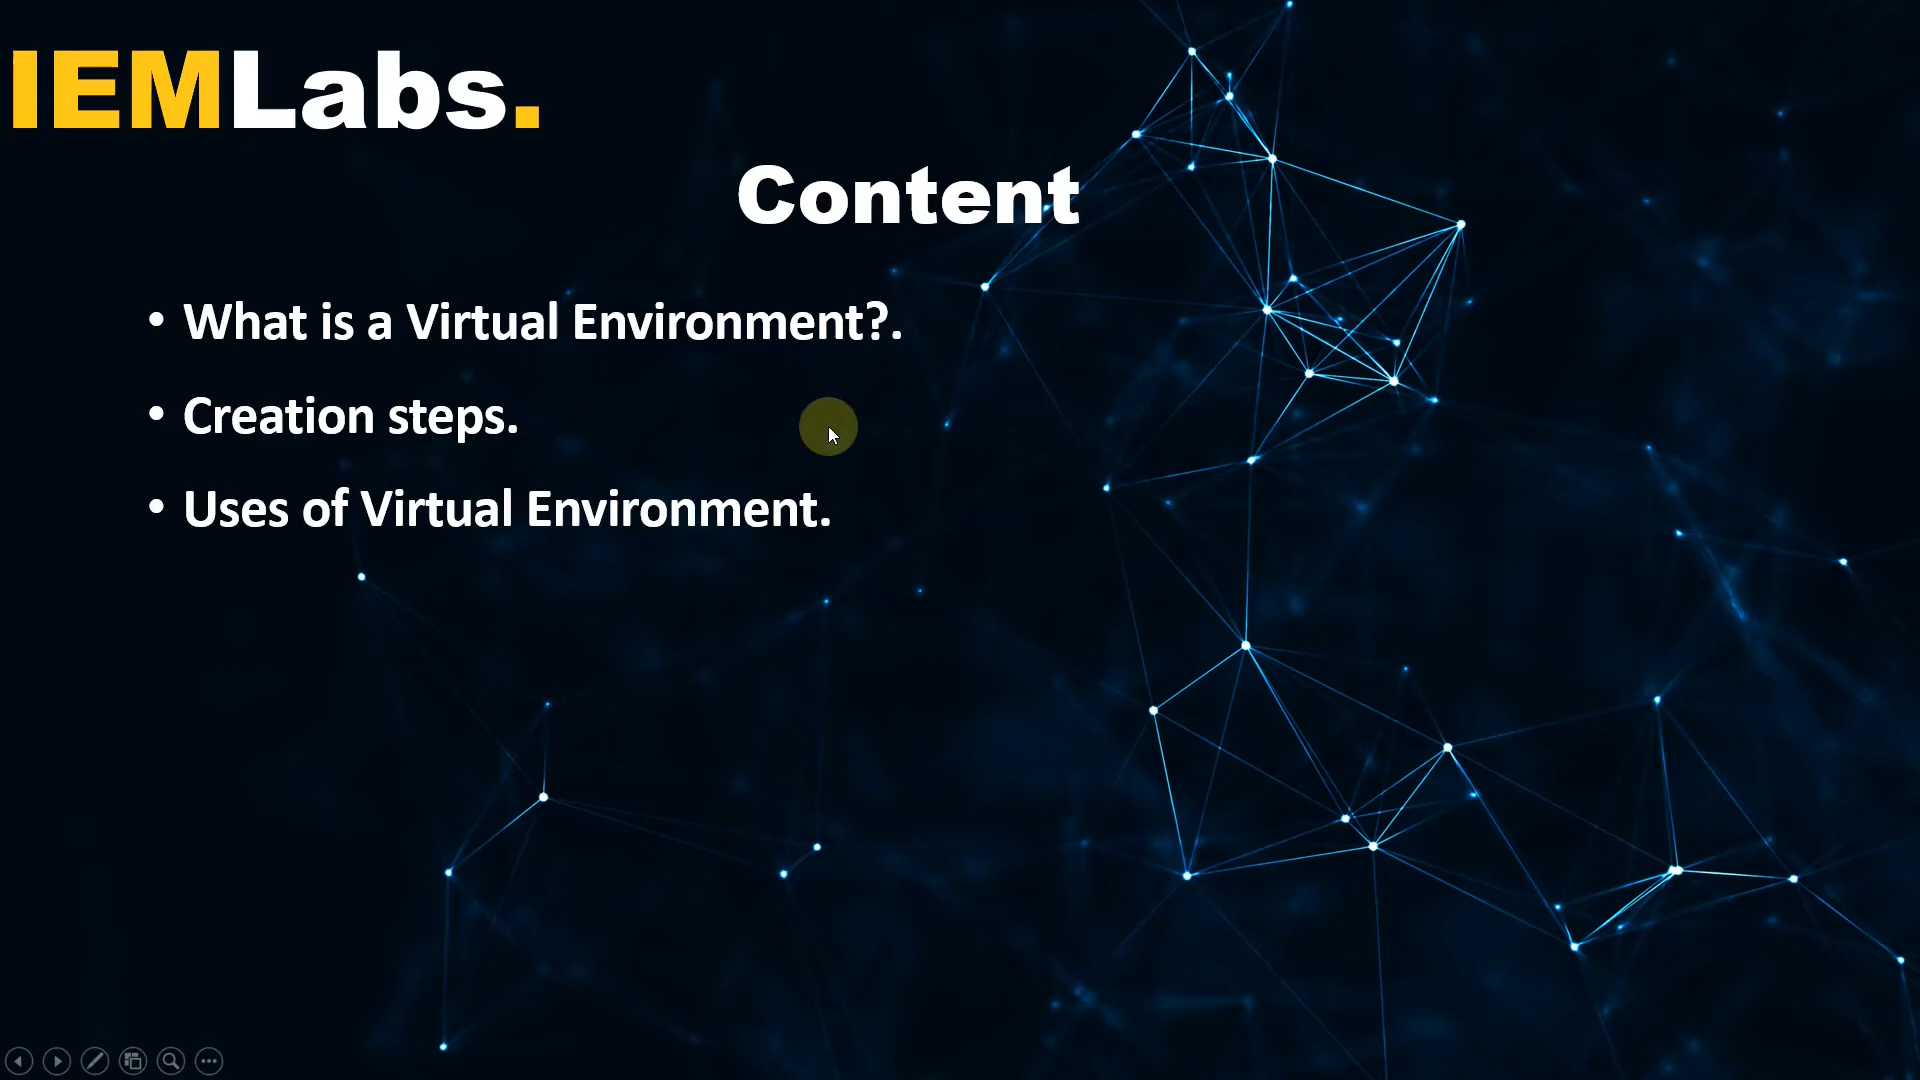 IEMLabs.
Content
• What is a Virtual Environment?.
• Creation steps.
• Uses of Virtual Environment.